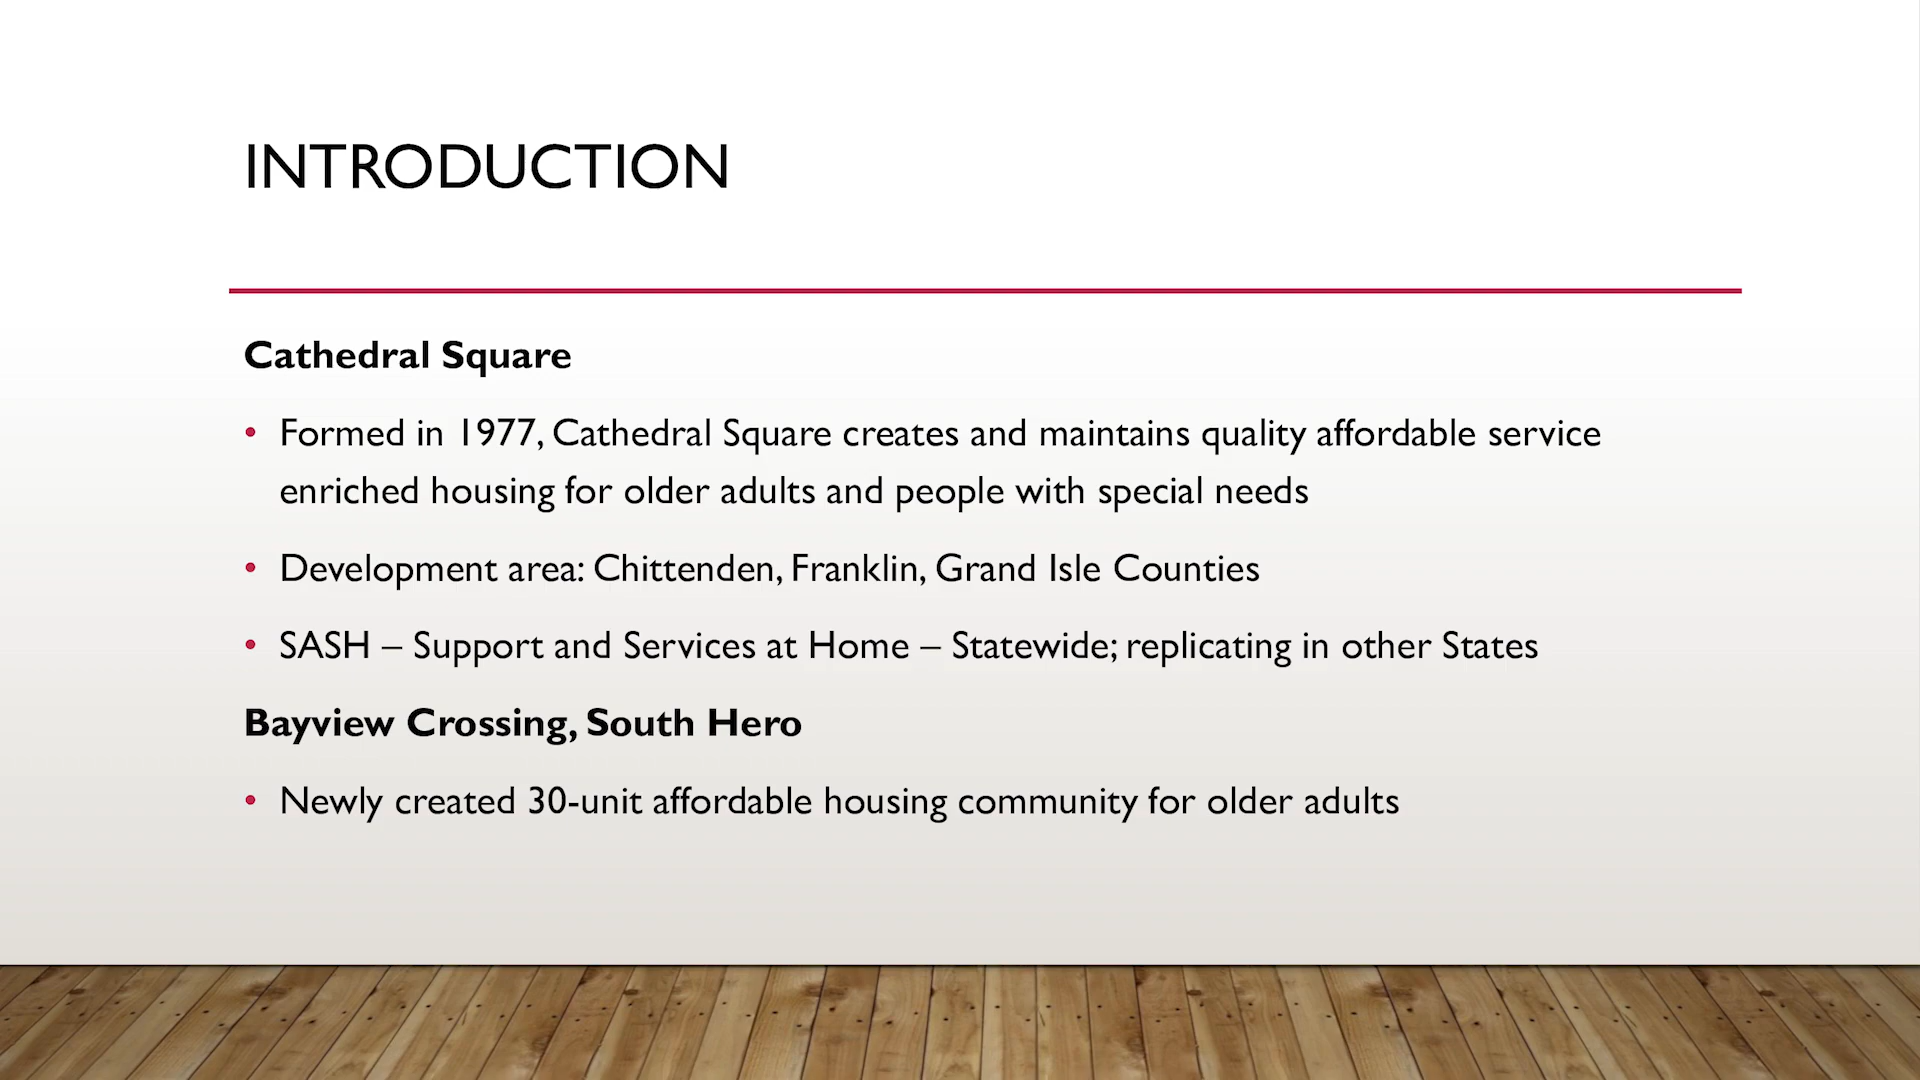 INTRODUCTION
Cathedral Square
• Formed in 1977, Cathedral Square creates and maintains quality affordable service
enriched housing for older adults and people with special needs
• Development area: Chittenden, Franklin, Grand Isle Counties
• SASH – Support and Services at Home – Statewide; replicating in other States
Bayview Crossing, South Hero
• Newly created 30-unit affordable housing community for older adults